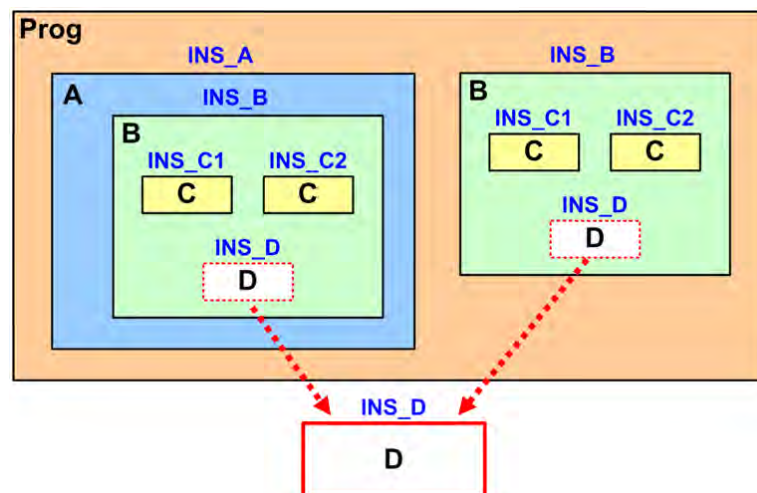 Prog
INS_A
INS_B
A
INS_B
B
B
INS_C1 INS_C2
C C
INS_C1 INS_C2
C C
INS_D
D
INS_D
D
INS_D
D